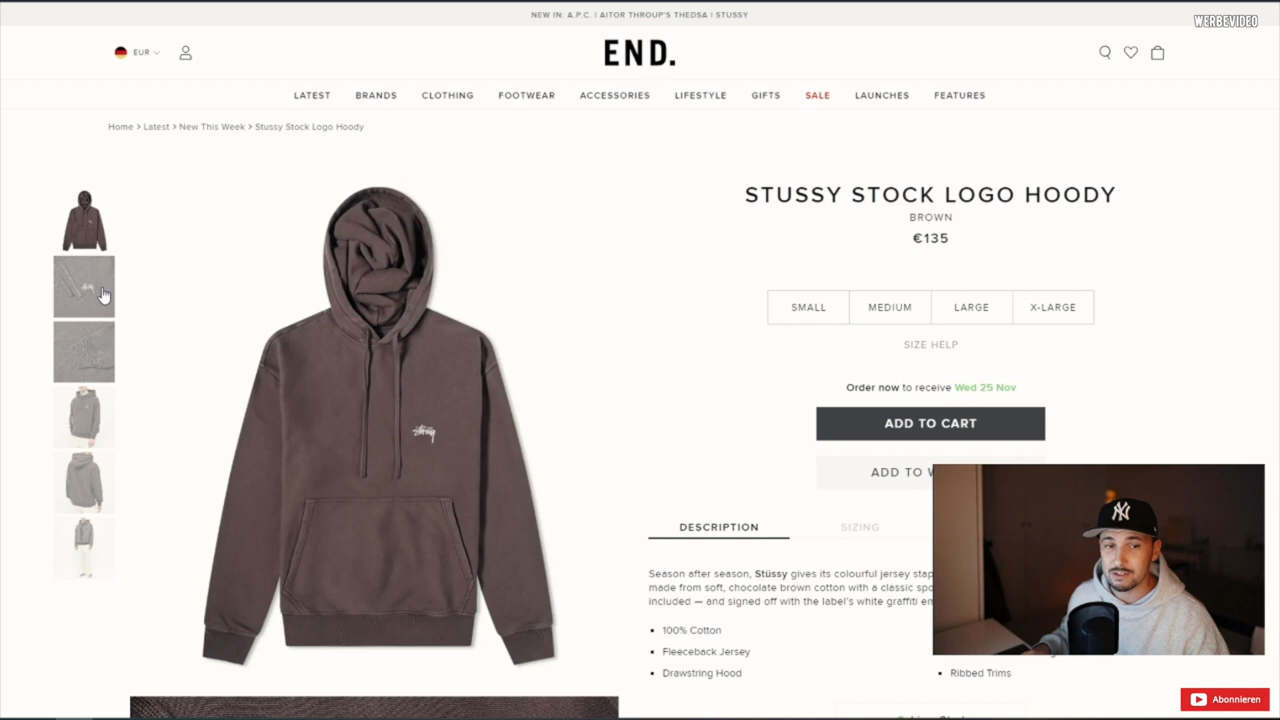 NEW IN: A.P.C. | AITOR THROUP'S THEDSA | STUSSY
WERBEVIDEO
EUR
END.
LATEST BRANDS CLOTHING FOOTWEAR ACCESSORIES LIFESTYLE GIFTS SALE LAUNCHES FEATURES
Home > Latest > New This Week > Stussy Stock Logo Hoody
STUSSY STOCK LOGO HOODY
BROWN
€135
SMALL MEDIUM LARGE X-LARGE
SIZE HELP
Order now to receive Wed 25 Nov
ADD TO CART
Stüssy
ADD TO
NY
DESCRIPTION SIZING
Season after season, Stüssy gives its colourful jersey
made from soft, chocolate brown cotton with a classic
included — and signed off with the label's white graffiti
100% Cotton
Fleeceback Jersey
Drawstring Hood
Ribbed Trims
Abonnieren